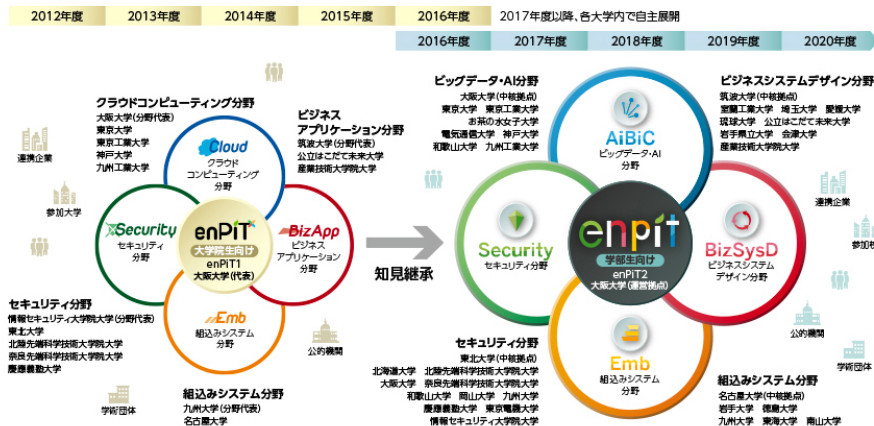 2012年度 2013年度 2014年度 2015年度 2016年度 2017年度以降、各大学内で自主展開
2016年度 2017年度 2018年度 2019年度 2020年度
クラウドコンピューティング分野
大阪大学(分野代表)
東京大学
東京工業大学
神戸大学
九州工業大学
ビジネス
アプリケーション分野
筑波大学(分野代表)
公立はこだて未来大学
産業技術大学院大学
連携企業
参加大学
Cloud
クラウド
コンピューティング
分野
Security
セキュリティ
分野
enPiT
大学院生向け
enPiT1
大阪大学(代表)
BizApp
ビジネス
アプリケーション
分野
Emb
組込みシステム
分野
セキュリティ分野
情報セキュリティ大学院大学(分野代表)
東北大学
北陸先端科学技術大学院大学
奈良先端科学技術大学院大学
慶應義塾大学
学術団体
公的機関
組込みシステム分野
九州大学(分野代表)
名古屋大学
知見継承
ビッグデータ・AI分野
大阪大学(中核拠点)
東京大学 東京工業大学
お茶の水女子大学
電気通信大学 神戸大学
和歌山大学 九州工業大学
ビジネスシステムデザイン分野
筑波大学(中核拠点)
室蘭工業大学 埼玉大学 愛媛大学
琉球大学 公立はこだて未来大学
岩手県立大学 会津大学
産業技術大学院大学
AiBiC
ビッグデータ・AI
分野
Security
セキュリティ分野
enpit
学部生向け
enPiT2
大阪大学(運営拠点)
BizSysD
ビジネスシステム
デザイン分野
Emb
組込みシステム
分野
連携企業
参加校
公的機関
学術団体
セキュリティ分野
東北大学(中核拠点)
北海道大学 北陸先端科学技術大学院大学
大阪大学 奈良先端科学技術大学院大学
和歌山大学 岡山大学 九州大学
慶應義塾大学 東京電機大学
情報セキュリティ大学院大学
組込みシステム分野
名古屋大学(中核拠点)
岩手大学 徳島大学
九州大学 東海大学 南山大学